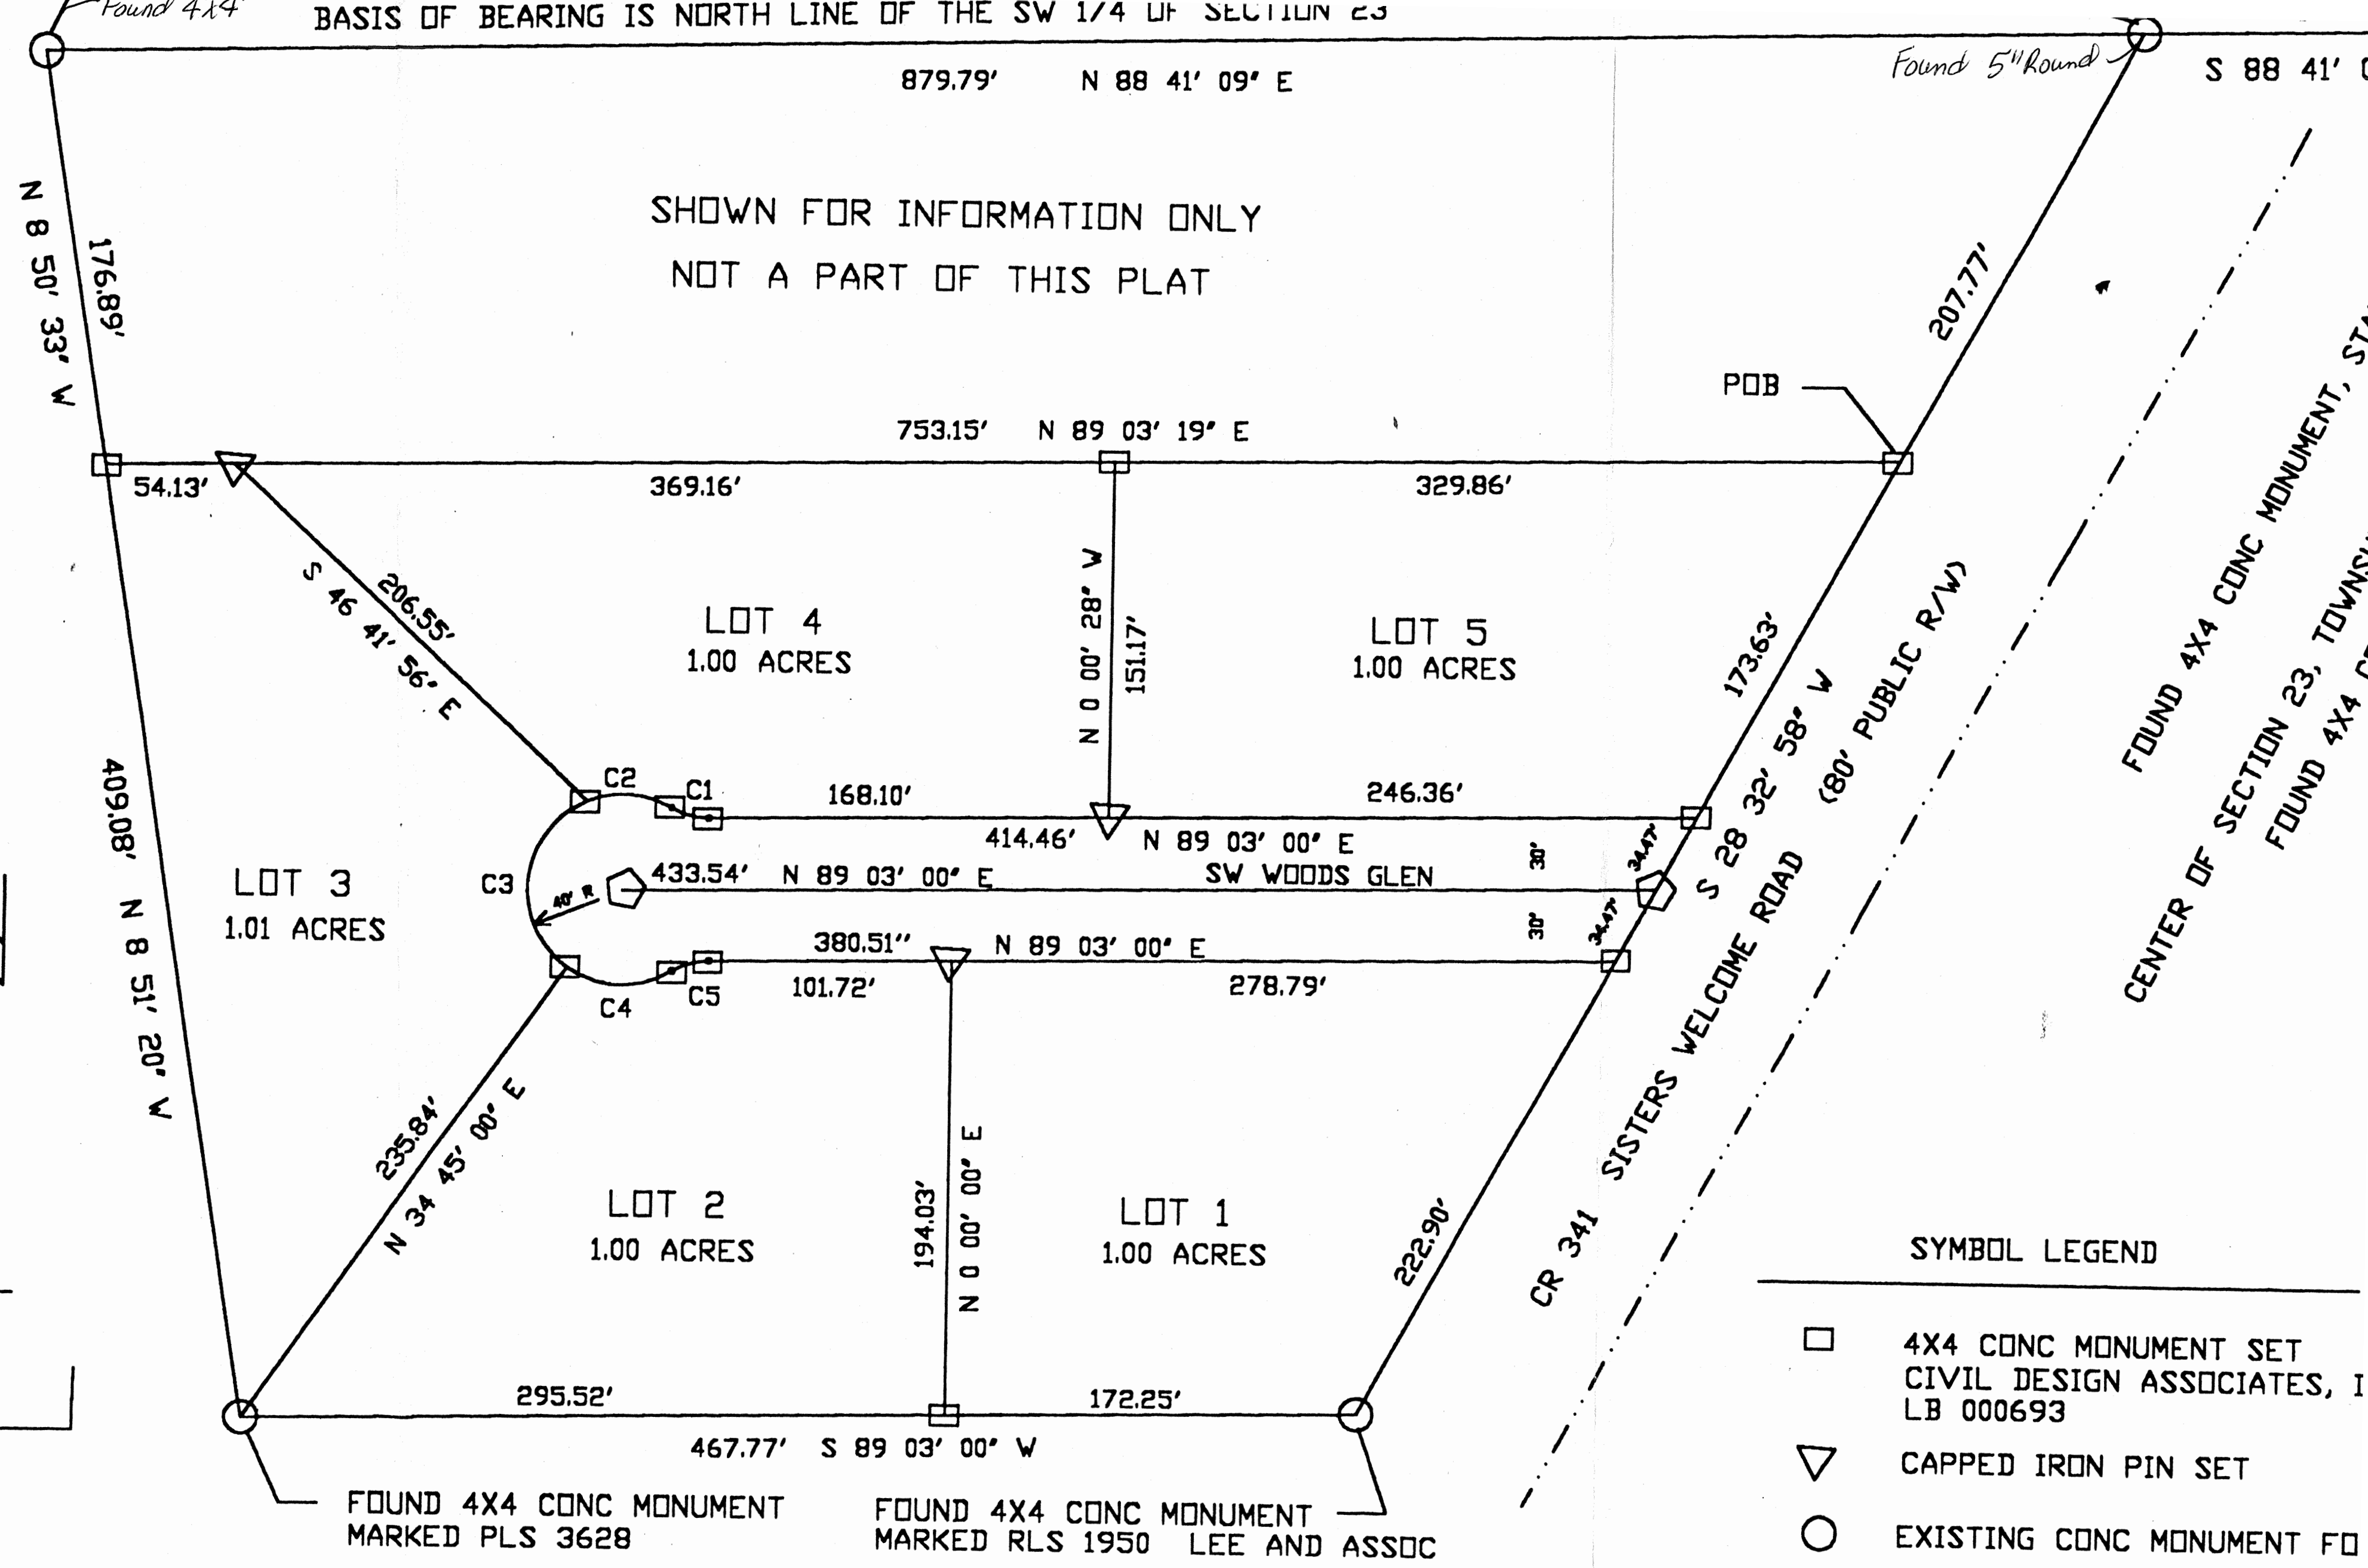 Found 4x4
BASIS OF BEARING IS NORTH LINE OF THE SW 1/4 OF SECTION 23
Found 5" Round
879.79' N 88 41' 09" E
S 88 41'
N 8 50' 33" W
176.89'
SHOWN FOR INFORMATION ONLY
NOT A PART OF THIS PLAT
207.77'
POB
753.15' N 89 03' 19" E
54.13'
369.16'
329.86'
206.55'
S 46 41' 56" E
LOT 4
1.00 ACRES
N 0 00' 28" W
151.17'
LOT 5
1.00 ACRES
173.63'
S 28 32' 58" W
(80' PUBLIC R/W)
FOUND 4X4 CONC MONUMENT,
CENTER OF SECTION 23,
FOUND 4X4
409.08' N 8 51' 20" W
C2
C1
168.10'
246.36'
414.46' N 89 03' 00" E
34.47'
30'
LOT 3
1.01 ACRES
C3
40' R
433.54' N 89 03' 00" E
SW WOODS GLEN
30'
34.47'
380.51'' N 89 03' 00" E
101.72'
278.79'
C4
C5
235.84'
N 34 45' 00" E
LOT 2
1.00 ACRES
194.03'
N 0 00' 00" E
LOT 1
1.00 ACRES
222.90'
CR 341 SISTERS WELCOME ROAD
295.52'
172.25'
467.77' S 89 03' 00" W
FOUND 4X4 CONC MONUMENT
MARKED PLS 3628
FOUND 4X4 CONC MONUMENT
MARKED RLS 1950 LEE AND ASSOC
SYMBOL LEGEND
4X4 CONC MONUMENT SET
CIVIL DESIGN ASSOCIATES,
LB 000693
CAPPED IRON PIN SET
EXISTING CONC MONUMENT FO